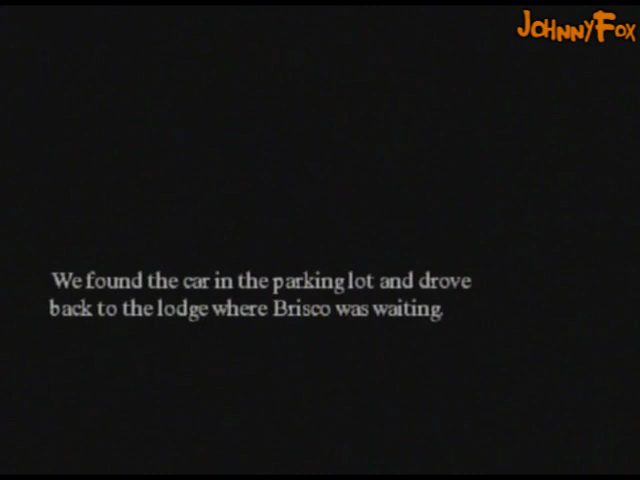 JOHNNYFOX
We found the car in the parking lot and drove
back to the lodge where Brisco was waiting.